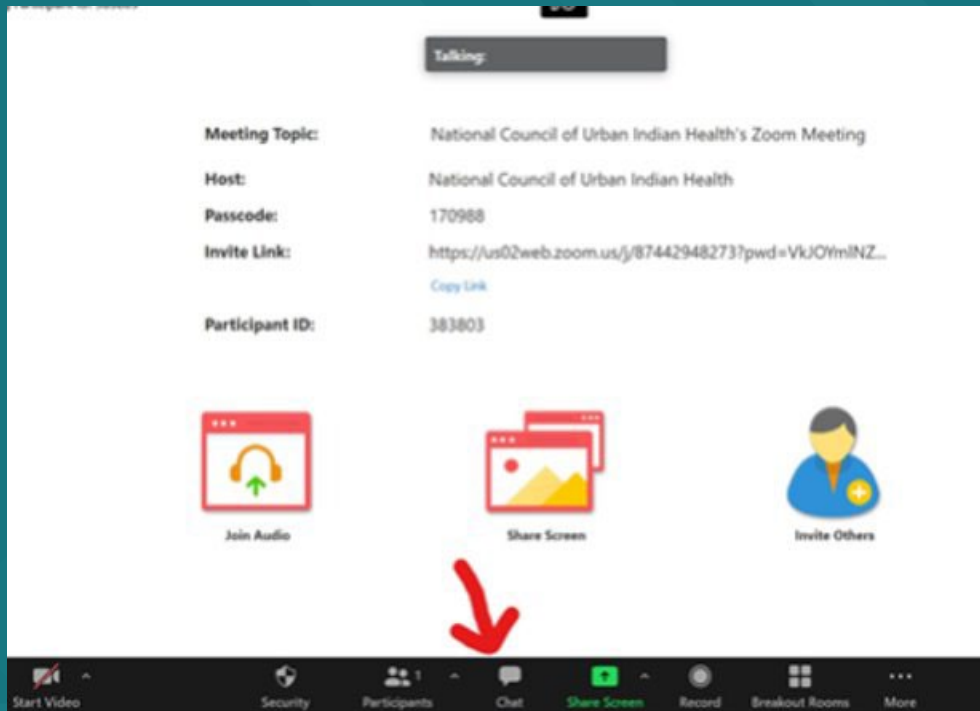 Talking:
Meeting Topic: National Council of Urban Indian Health's Zoom Meeting
Host: National Council of Urban Indian Health
Passcode: 170988
Invite Link: https://us02web.zoom.us/j/87442948273?pwd=VkJOYmlNZ...
Copy Link
Participant ID: 383803
Join Audio Share Screen Invite Others
1
Start Video Security Participants Chat Share Screen Record Breakout Rooms More